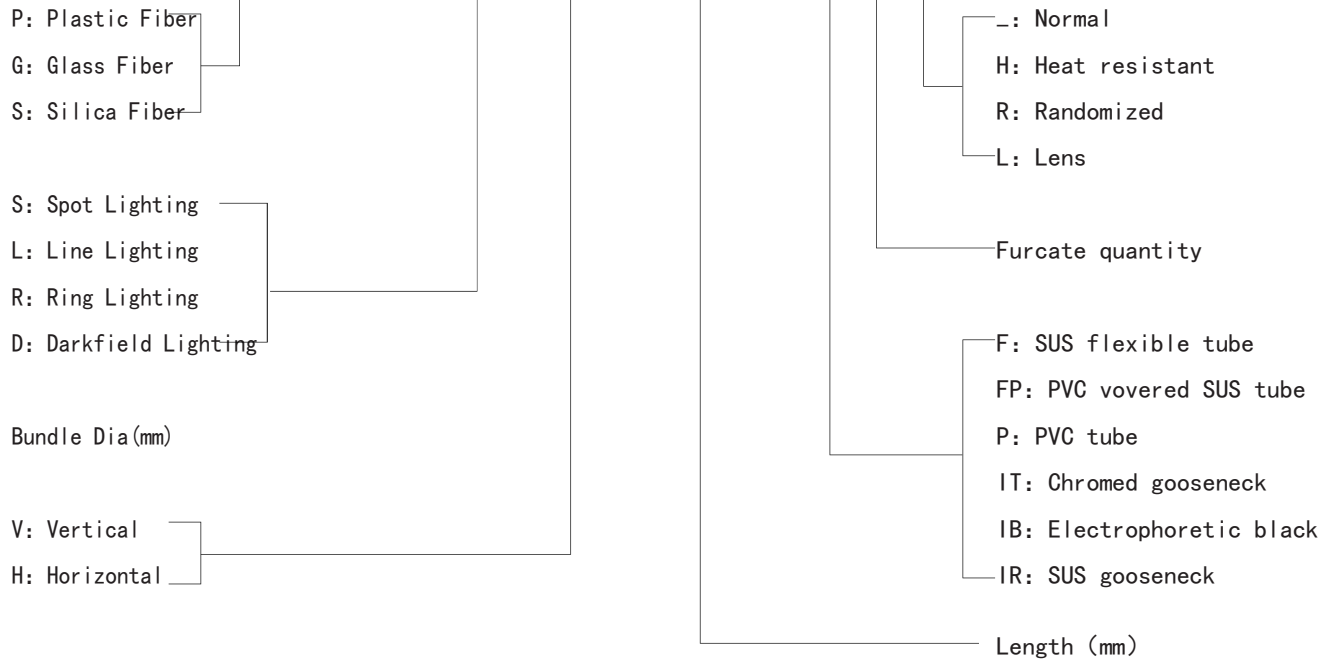 P: Plastic Fiber
G: Glass Fiber
S: Silica Fiber
S: Spot Lighting
L: Line Lighting
R: Ring Lighting
D: Darkfield Lighting
Bundle Dia(mm)
V: Vertical
H: Horizontal
_: Normal
H: Heat resistant
R: Randomized
L: Lens
Furcate quantity
F: SUS flexible tube
FP: PVC vovered SUS tube
P: PVC tube
IT: Chromed gooseneck
IB: Electrophoretic black
IR: SUS gooseneck
Length (mm)